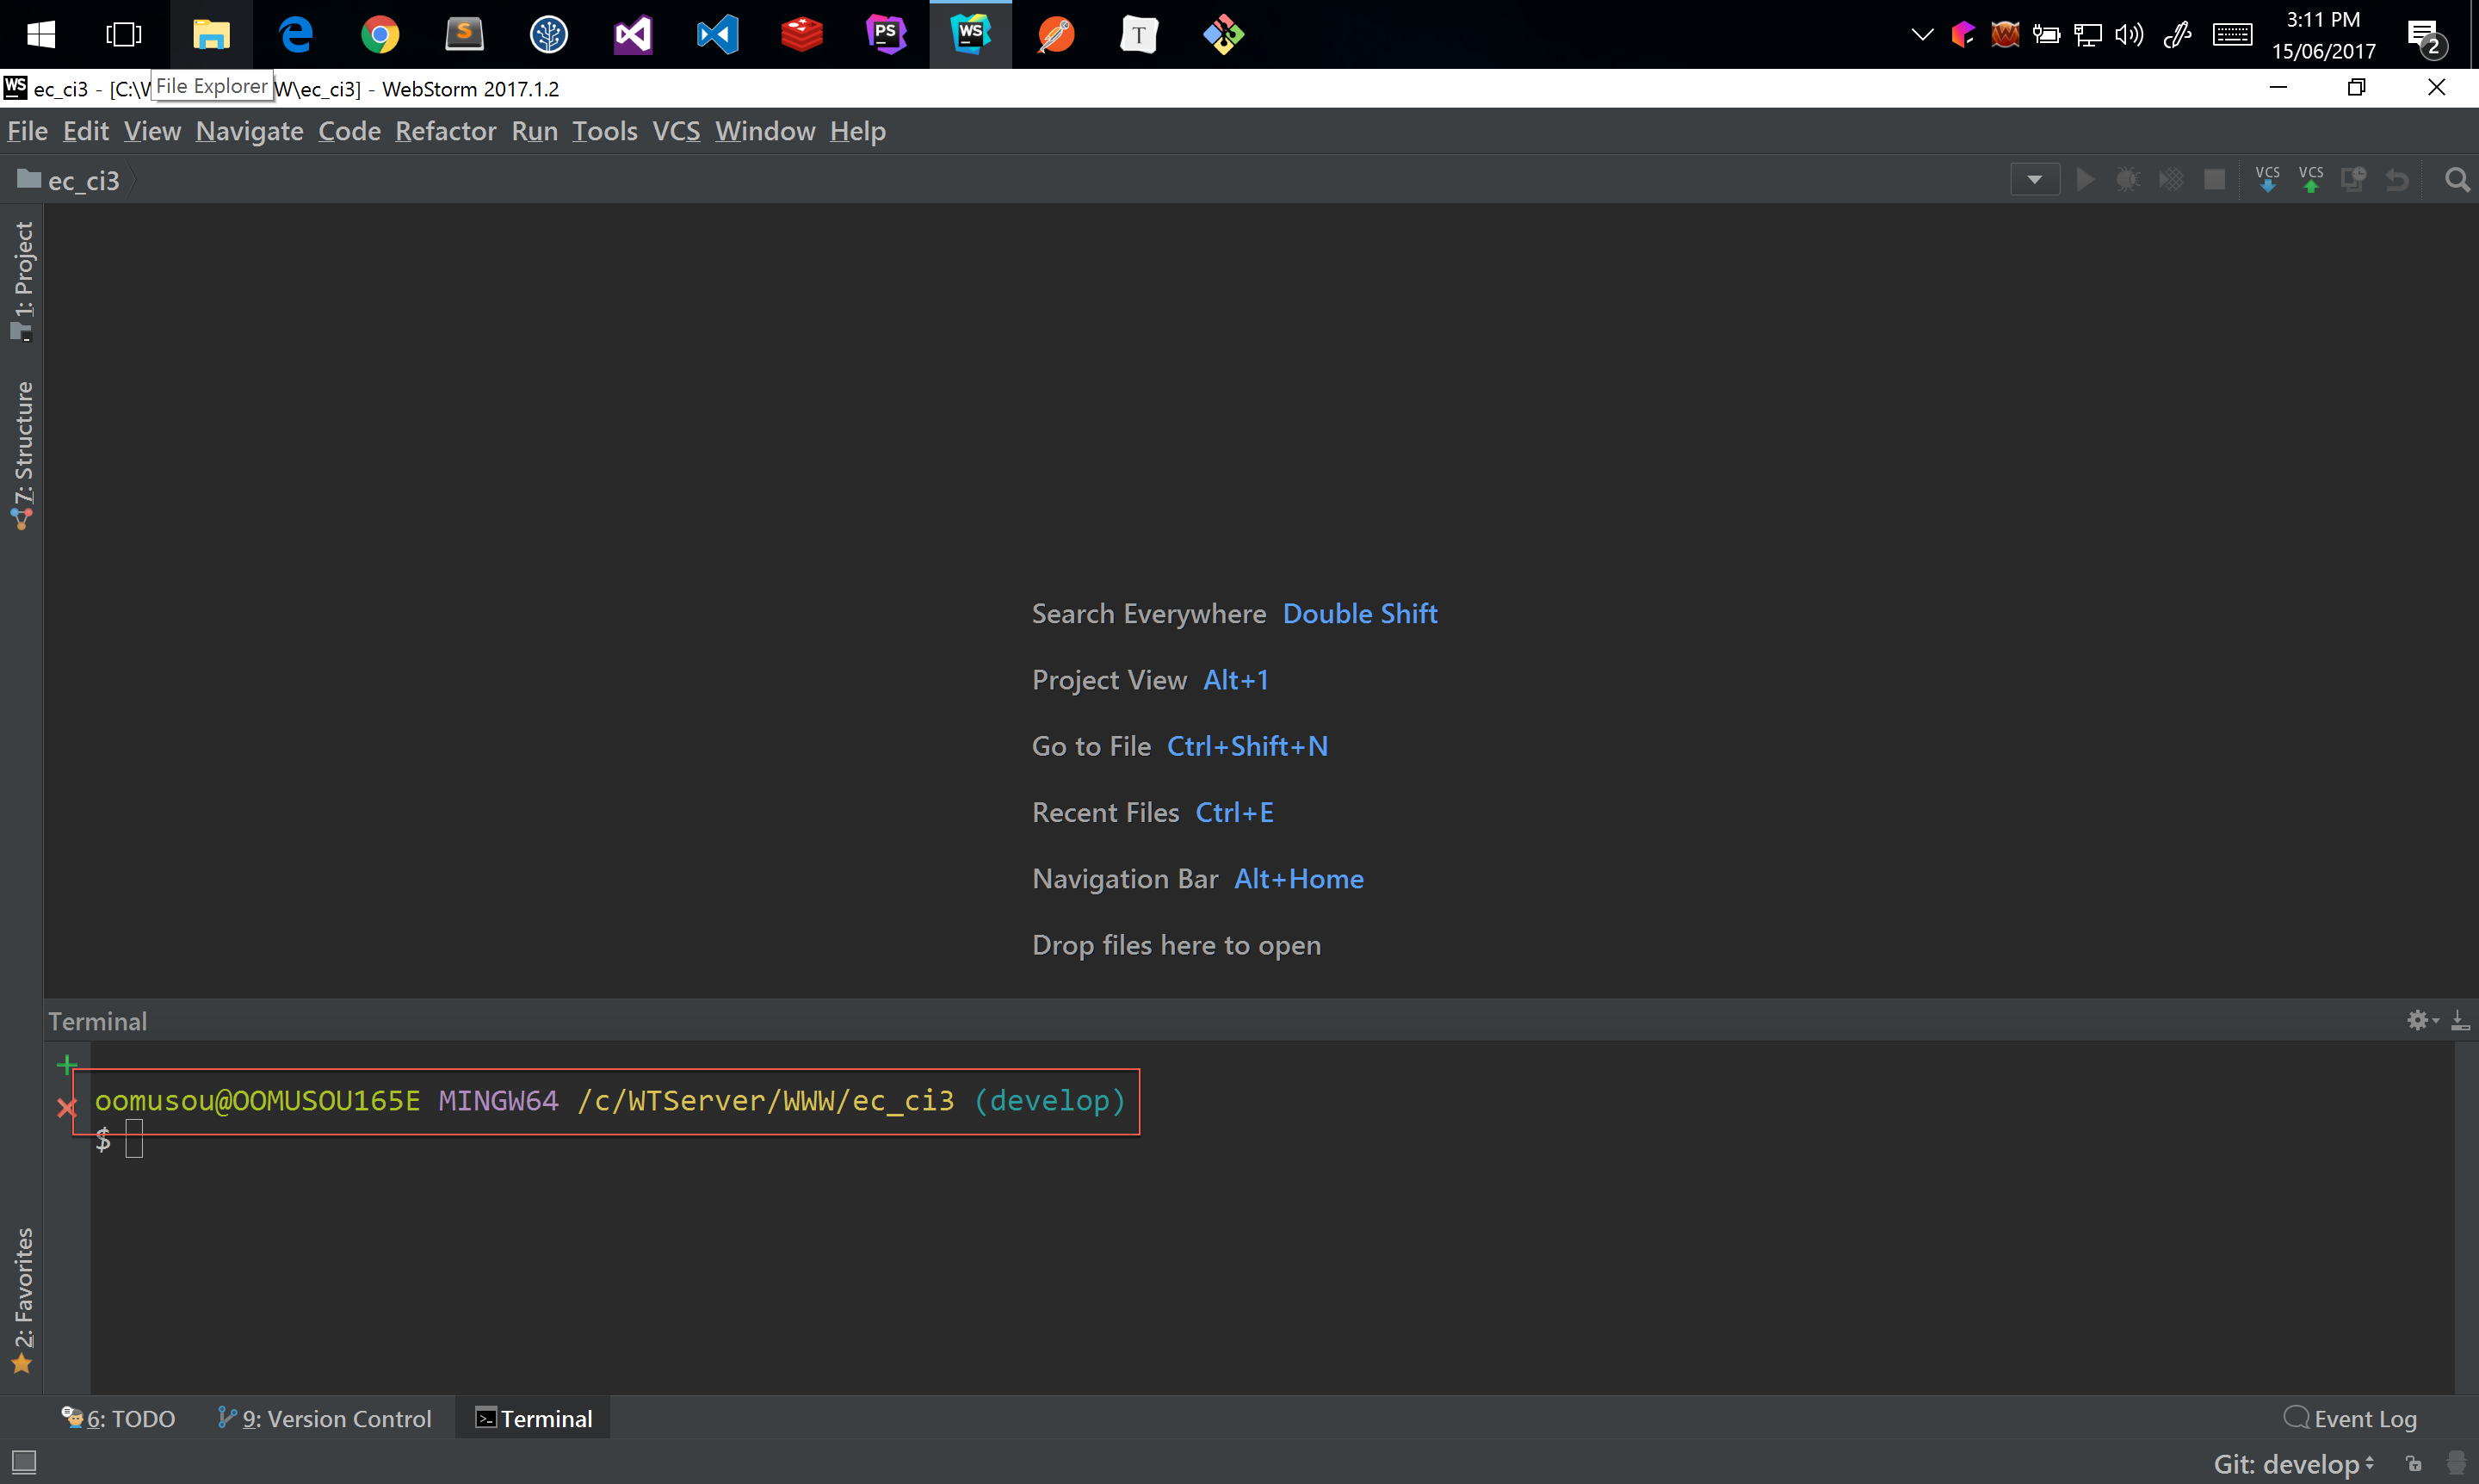 3:11 PM
15/06/2017
2
S
PS
WS
T
WS ec_ci3 - [C:\W
File Explorer
W\ec_ci3] - WebStorm 2017.1.2
File Edit View Navigate Code Refactor Run Tools VCS Window Help
ec_ci3
VCS VCS
1: Project
7: Structure
Search Everywhere Double Shift
Project View Alt+1
Go to File Ctrl+Shift+N
Recent Files Ctrl+E
Navigation Bar Alt+Home
Drop files here to open
Terminal
oomusou@OOMUSOU165E MINGW64 /c/WTServer/WWW/ec_ci3 (develop)
$
2: Favorites
6: TODO 9: Version Control Terminal
Event Log
Git: develop